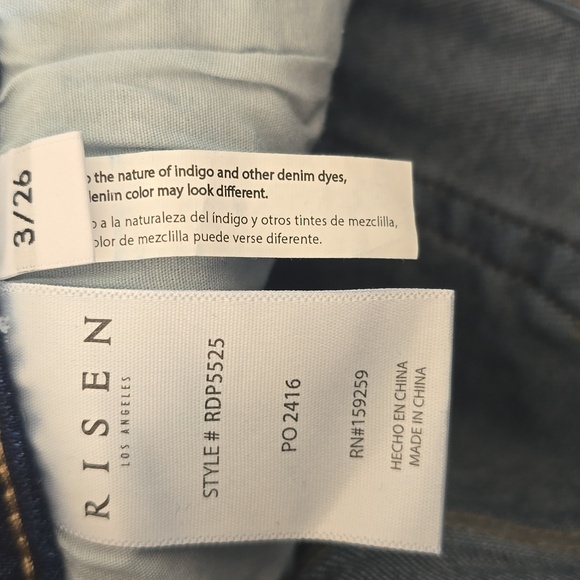 3/26
the nature of indigo and other denim dyes,
denim color may look different.
a la naturaleza del índigo y otros tintes de mezclilla,
color de mezclilla puede verse diferente.
RISEN
LOS ANGELES
STYLE# RDP5525
PO 2416
RN#159259
HECHO EN CHINA
MADE IN CHINA